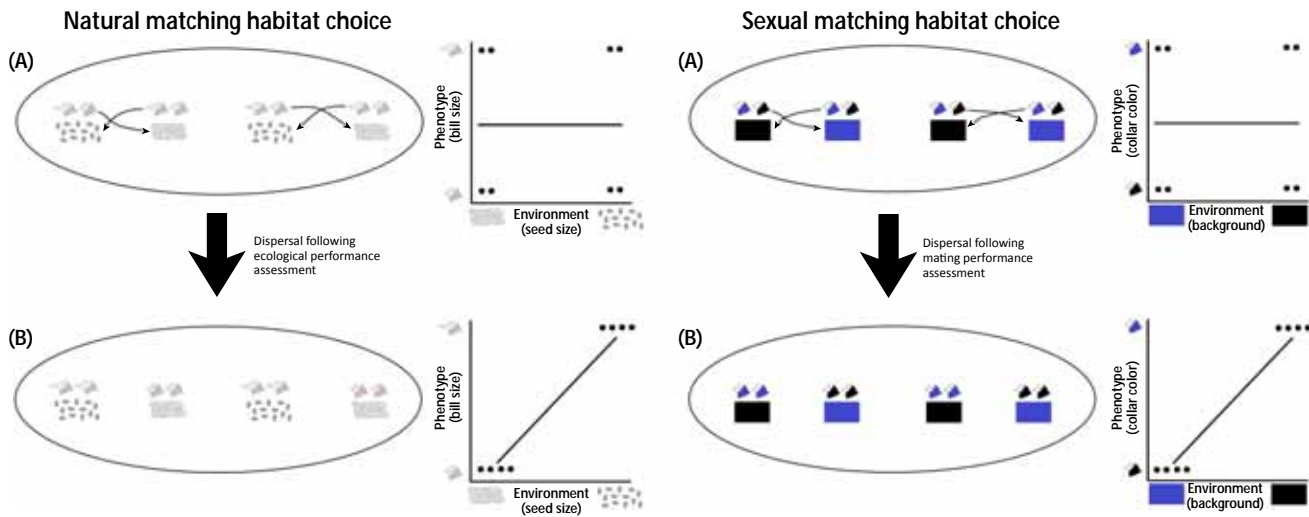 Natural matching habitat choice
(A)
Phenotype
(bill size)
Environment
(seed size)
Dispersal following
ecological performance
assessment
(B)
Phenotype
(bill size)
Environment
(seed size)
Sexual matching habitat choice
(A)
Phenotype
(collar color)
Environment
(background)
Dispersal following
mating performance
assessment
(B)
Phenotype
(collar color)
Environment
(background)